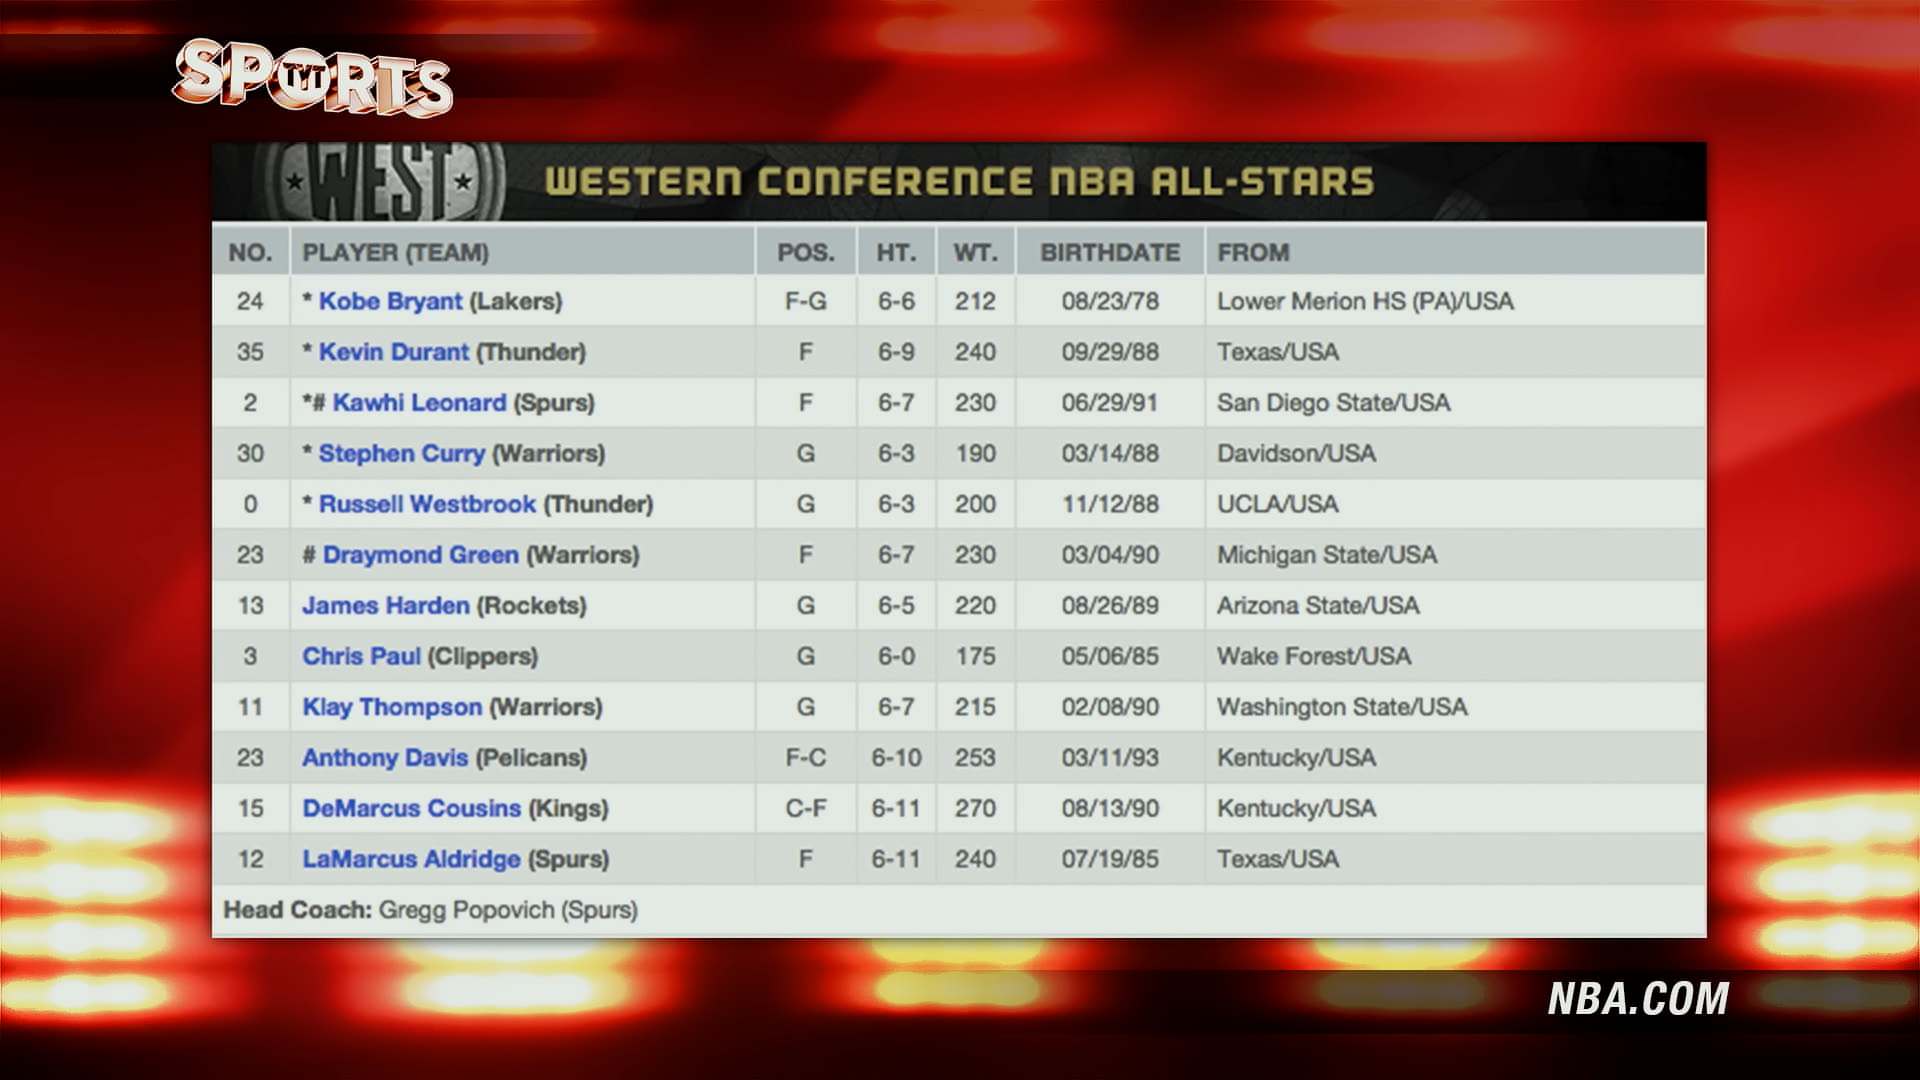 SPORTS
TYT
WEST
WESTERN CONFERENCE NBA ALL-STARS
NO. PLAYER (TEAM) POS. HT. WT. BIRTHDATE FROM
24 * Kobe Bryant (Lakers) F-G 6-6 212 08/23/78 Lower Merion HS (PA)/USA
35 * Kevin Durant (Thunder) F 6-9 240 09/29/88 Texas/USA
2 *# Kawhi Leonard (Spurs) F 6-7 230 06/29/91 San Diego State/USA
30 * Stephen Curry (Warriors) G 6-3 190 03/14/88 Davidson/USA
0 * Russell Westbrook (Thunder) G 6-3 200 11/12/88 UCLA/USA
23 # Draymond Green (Warriors) F 6-7 230 03/04/90 Michigan State/USA
13 James Harden (Rockets) G 6-5 220 08/26/89 Arizona State/USA
3 Chris Paul (Clippers) G 6-0 175 05/06/85 Wake Forest/USA
11 Klay Thompson (Warriors) G 6-7 215 02/08/90 Washington State/USA
23 Anthony Davis (Pelicans) F-C 6-10 253 03/11/93 Kentucky/USA
15 DeMarcus Cousins (Kings) C-F 6-11 270 08/13/90 Kentucky/USA
12 LaMarcus Aldridge (Spurs) F 6-11 240 07/19/85 Texas/USA
Head Coach: Gregg Popovich (Spurs)
NBA.COM